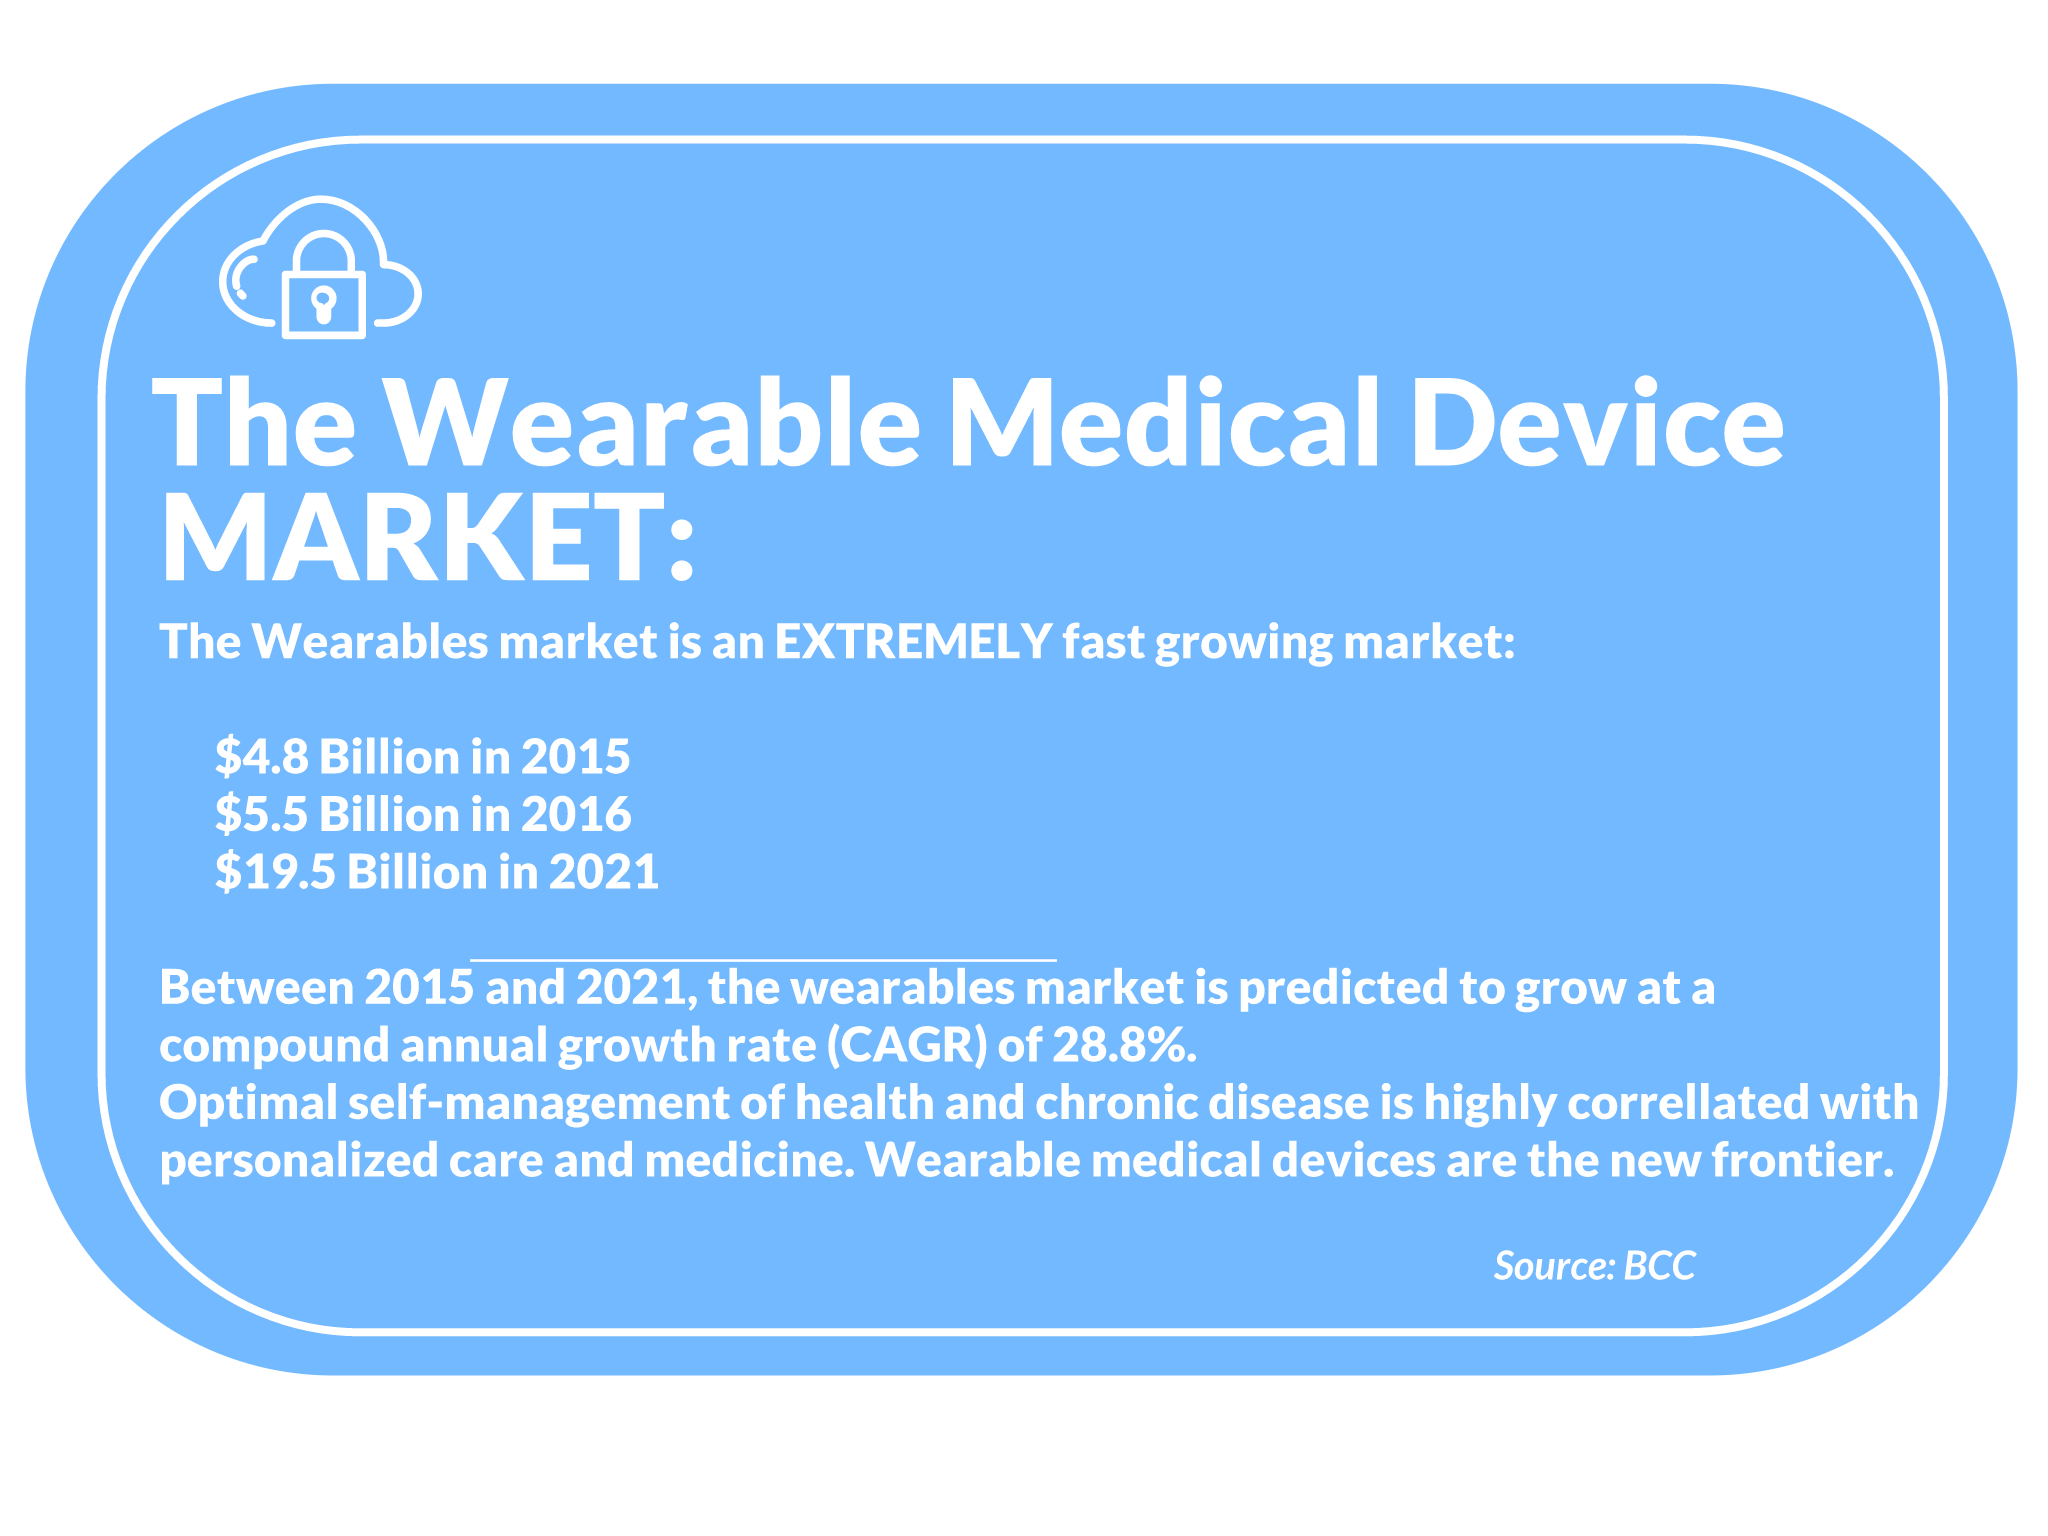 The Wearable Medical Device
MARKET:
The Wearables market is an EXTREMELY fast growing market:
$4.8 Billion in 2015
$5.5 Billion in 2016
$19.5 Billion in 2021
Between 2015 and 2021, the wearables market is predicted to grow at a
compound annual growth rate (CAGR) of 28.8%.
Optimal self-management of health and chronic disease is highly correllated with
personalized care and medicine. Wearable medical devices are the new frontier.
Source: BCC